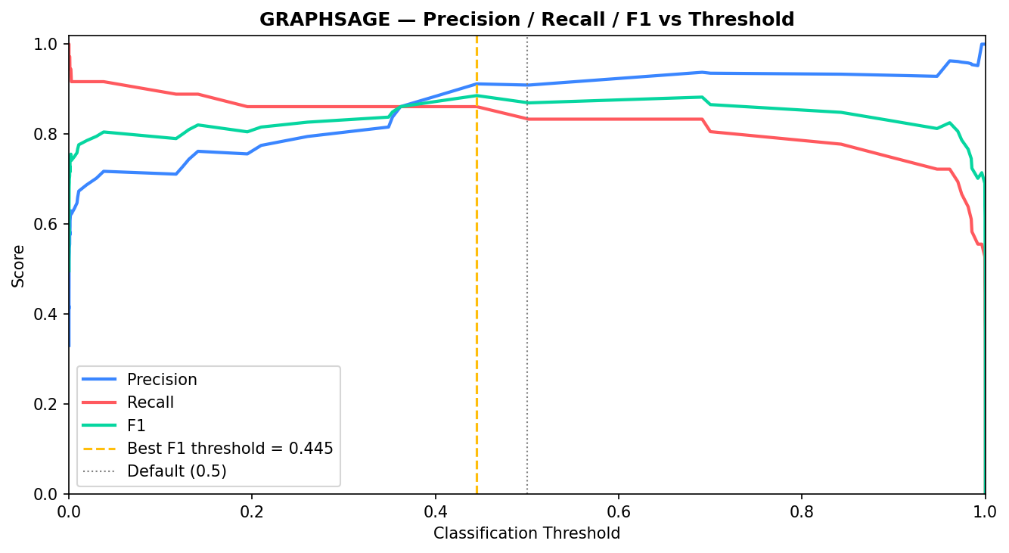 GRAPHSAGE — Precision / Recall / F1 vs Threshold
1.0
0.8
0.6
0.4
0.2
0.0
Score
Precision
Recall
F1
Best F1 threshold = 0.445
Default (0.5)
0.0 0.2 0.4 0.6 0.8 1.0
Classification Threshold